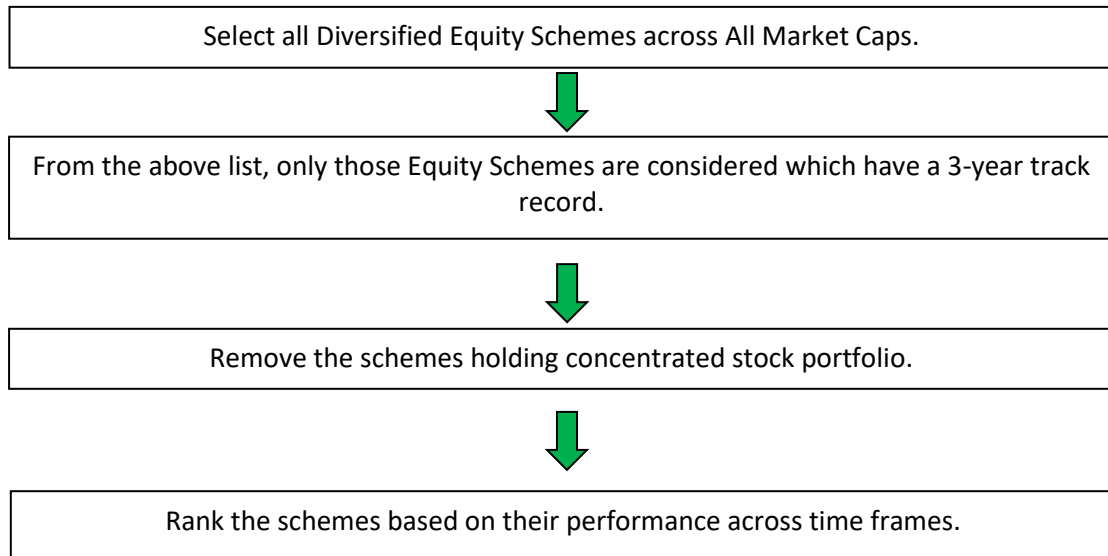 Select all Diversified Equity Schemes across All Market Caps.
From the above list, only those Equity Schemes are considered which have a 3-year track
record.
Remove the schemes holding concentrated stock portfolio.
Rank the schemes based on their performance across time frames.